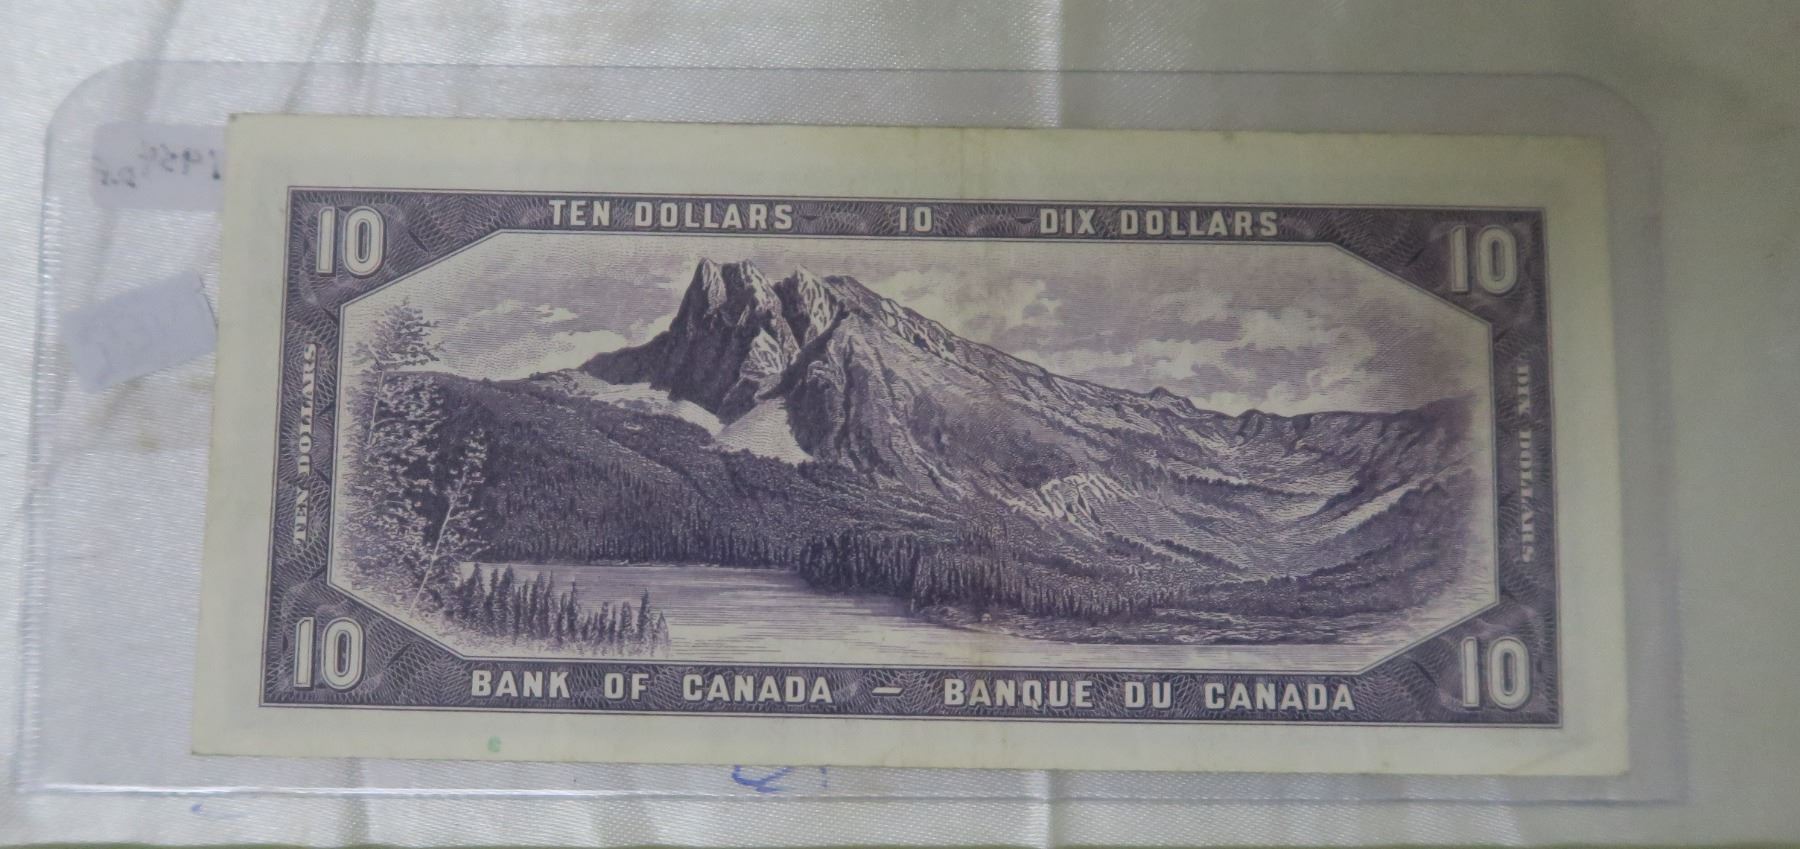 10 TEN DOLLARS 10 DIX DOLLARS 10
TEN DOLLARS
DIX DOLLARS
10 BANK OF CANADA – BANQUE DU CANADA 10